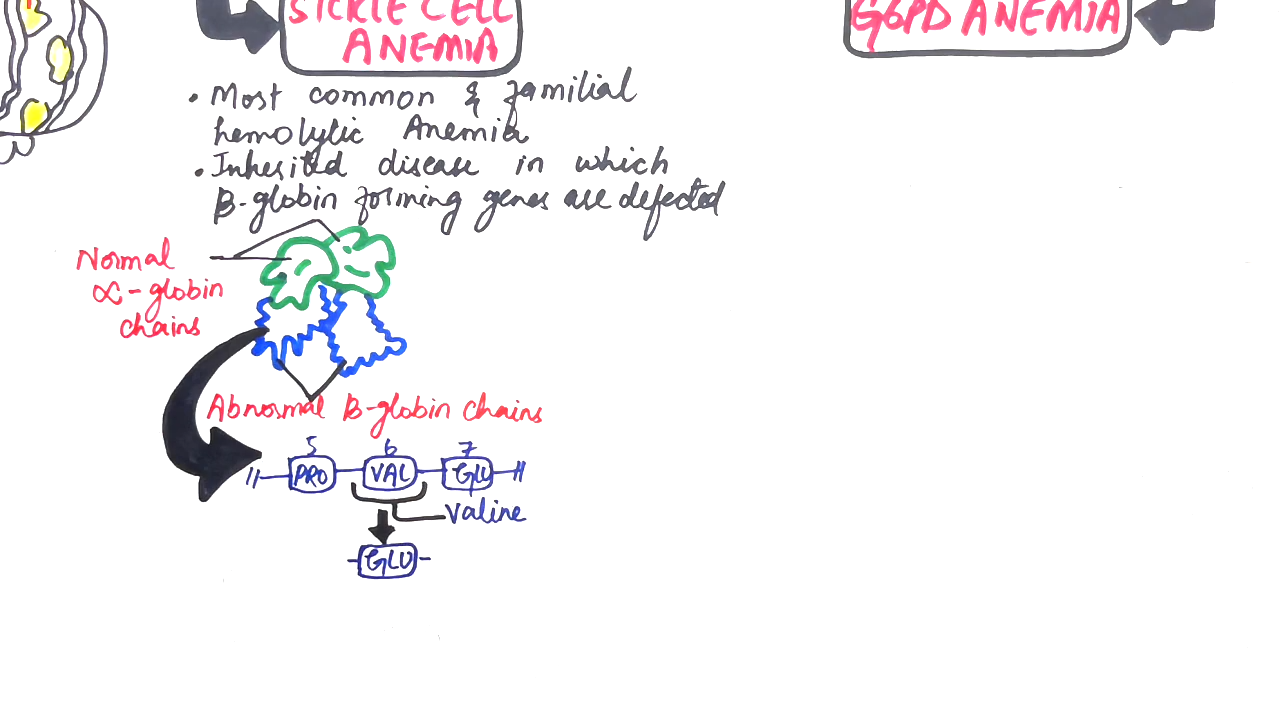 SICKLE CELL
ANEMIA
G6PD ANEMIA
• Most common & familial
hemolytic Anemia
• Inherited disease in which
B-globin forming genes are defected
Normal
∝-globin
chains
Abnormal B-globin chains
5 6 7
PRO VAL GLU
Valine
GLU